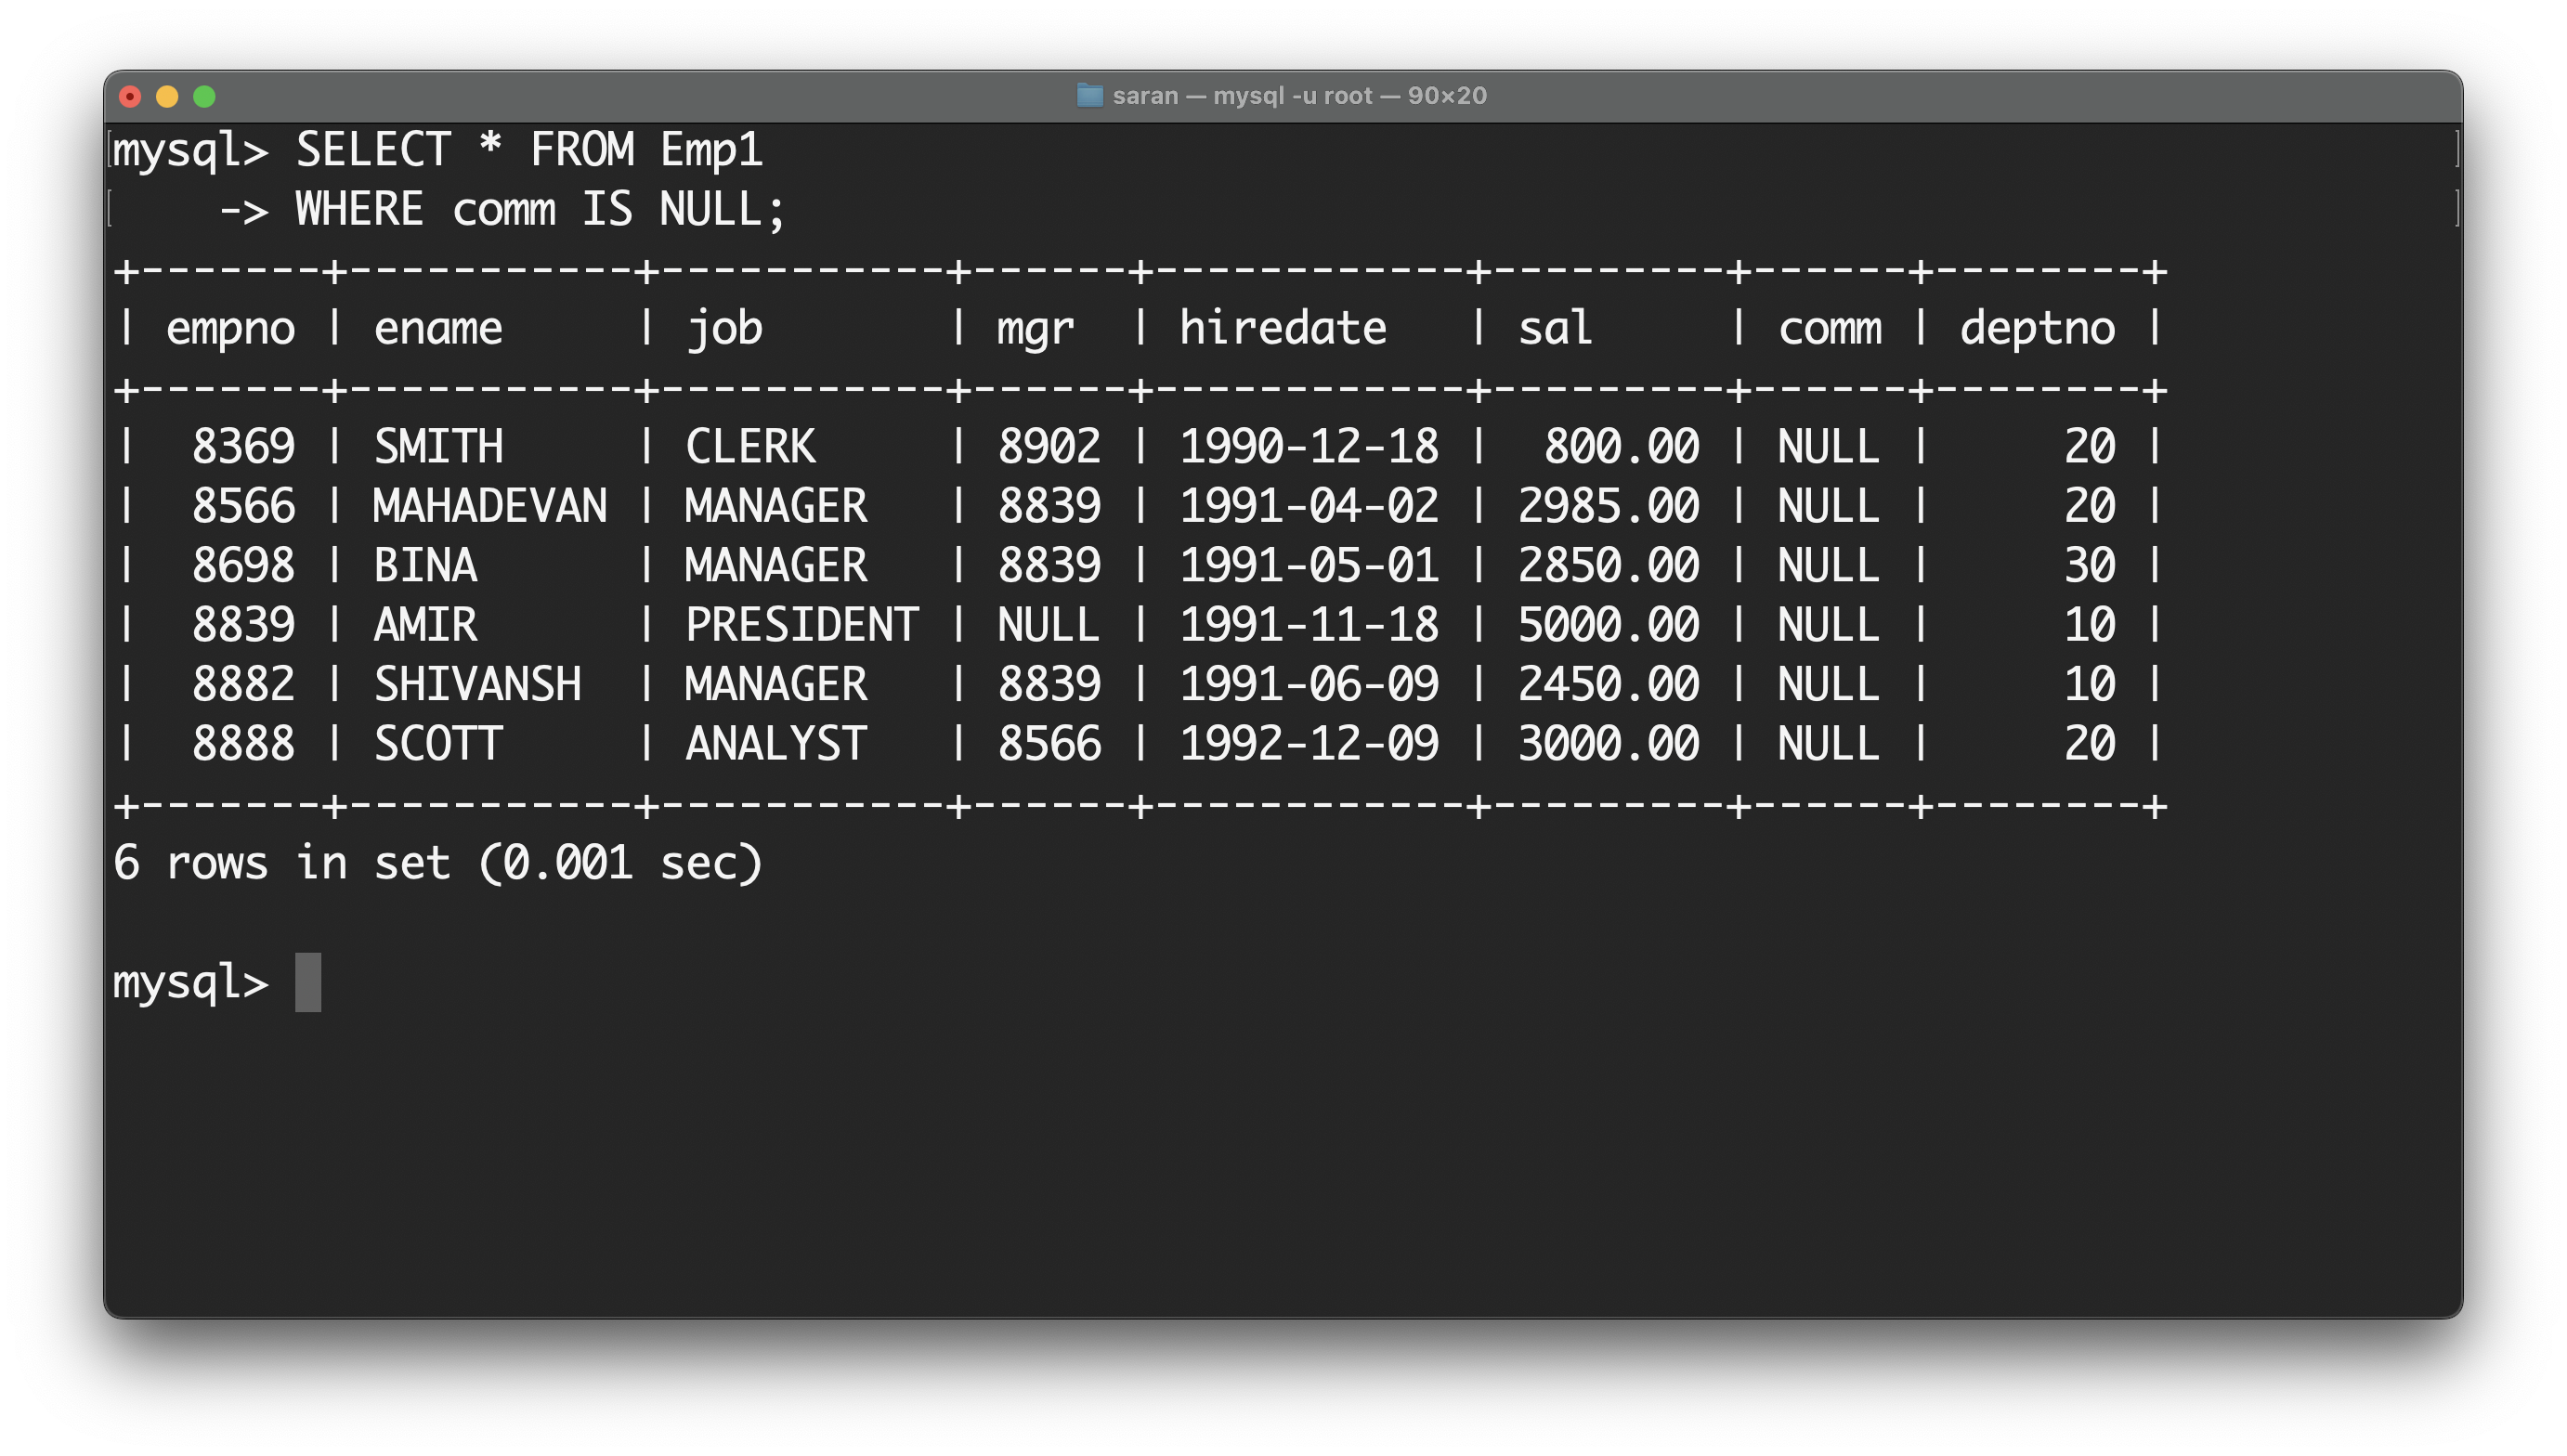 saran — mysql -u root — 90×20
mysql> SELECT * FROM Emp1
    -> WHERE comm IS NULL;
+-------+-----------+-----------+------+------------+---------+------+--------+
| empno | ename     | job       | mgr  | hiredate   | sal     | comm | deptno |
+-------+-----------+-----------+------+------------+---------+------+--------+
|  8369 | SMITH     | CLERK     | 8902 | 1990-12-18 |  800.00 | NULL |     20 |
|  8566 | MAHADEVAN | MANAGER   | 8839 | 1991-04-02 | 2985.00 | NULL |     20 |
|  8698 | BINA      | MANAGER   | 8839 | 1991-05-01 | 2850.00 | NULL |     30 |
|  8839 | AMIR      | PRESIDENT | NULL | 1991-11-18 | 5000.00 | NULL |     10 |
|  8882 | SHIVANSH  | MANAGER   | 8839 | 1991-06-09 | 2450.00 | NULL |     10 |
|  8888 | SCOTT     | ANALYST   | 8566 | 1992-12-09 | 3000.00 | NULL |     20 |
+-------+-----------+-----------+------+------------+---------+------+--------+
6 rows in set (0.001 sec)
mysql>